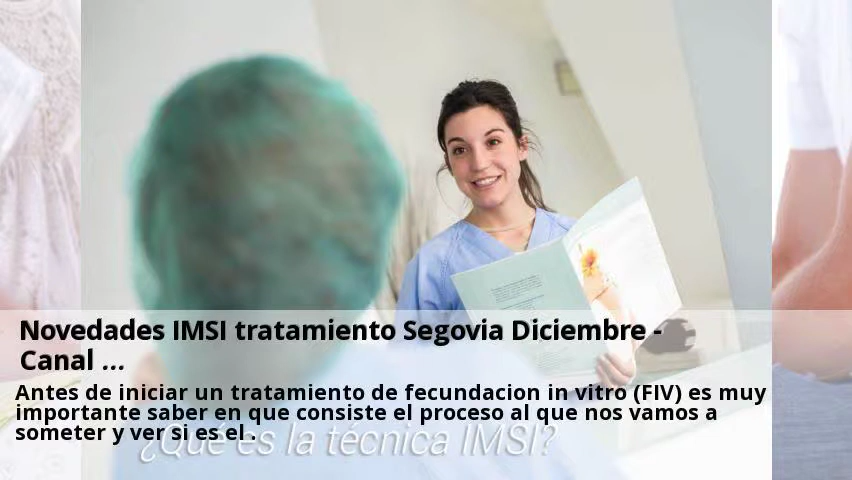 Novedades IMSI tratamiento Segovia Diciembre -
Canal ...
Antes de iniciar un tratamiento de fecundacion in vitro (FIV) es muy
importante saber en que consiste el proceso al que nos vamos a
someter y ver si es el .
¿Qué es la técnica IMSI?